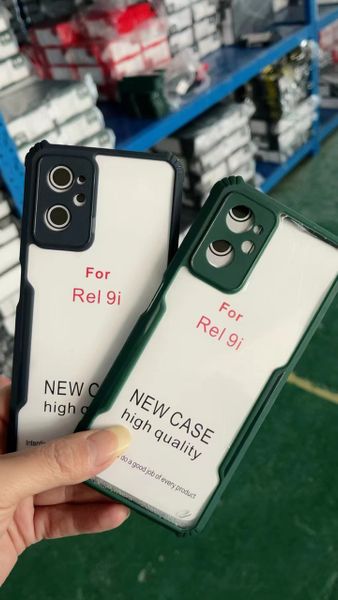 For
Rel 9i
NEW CASE
high q
For
Rel 9i
NEW CASE
high quality
do a good job of every product